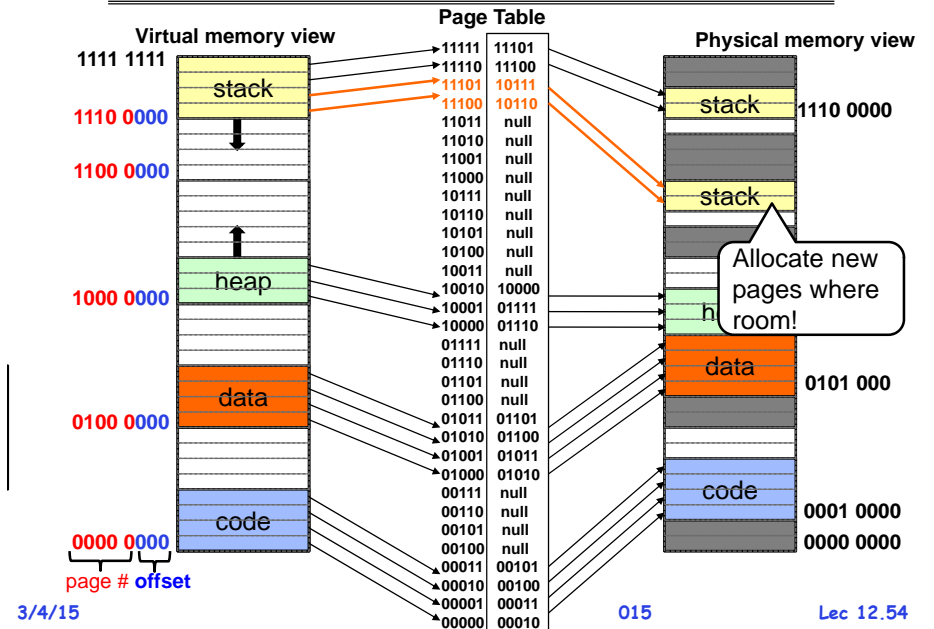 Page Table
Virtual memory view
Physical memory view
1111 1111
stack
1110 0000
1100 0000
heap
1000 0000
data
0100 0000
code
0000 0000
page # offset
11111 11101
11110 11100
11101 10111
11100 10110
11011 null
11010 null
11001 null
11000 null
10111 null
10110 null
10101 null
10100 null
10011 null
10010 10000
10001 01111
10000 01110
01111 null
01110 null
01101 null
01100 null
01011 01101
01010 01100
01001 01011
01000 01010
00111 null
00110 null
00101 null
00100 null
00011 00101
00010 00100
00001 00011
00000 00010
stack
1110 0000
stack
Allocate new
pages where
room!
data
0101 000
code
0001 0000
0000 0000
3/4/15
015
Lec 12.54